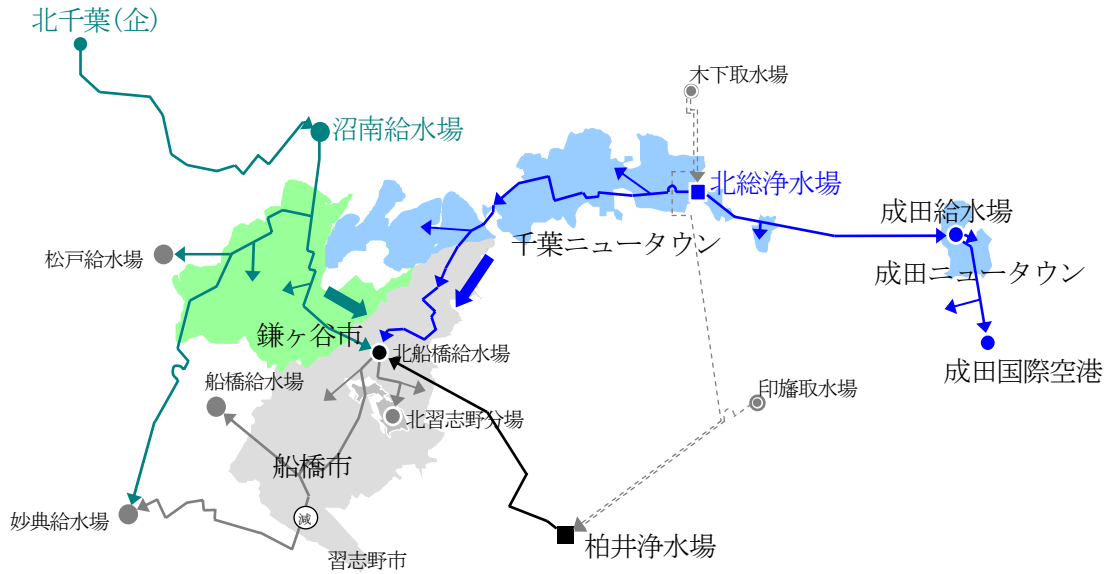 北千葉(企)
木下取水場
沼南給水場
北総浄水場
成田給水場
千葉ニュータウン
松戸給水場
成田ニュータウン
鎌ヶ谷市
北船橋給水場
成田国際空港
船橋給水場
印旛取水場
北習志野分場
船橋市
妙典給水場
減
柏井浄水場
習志野市